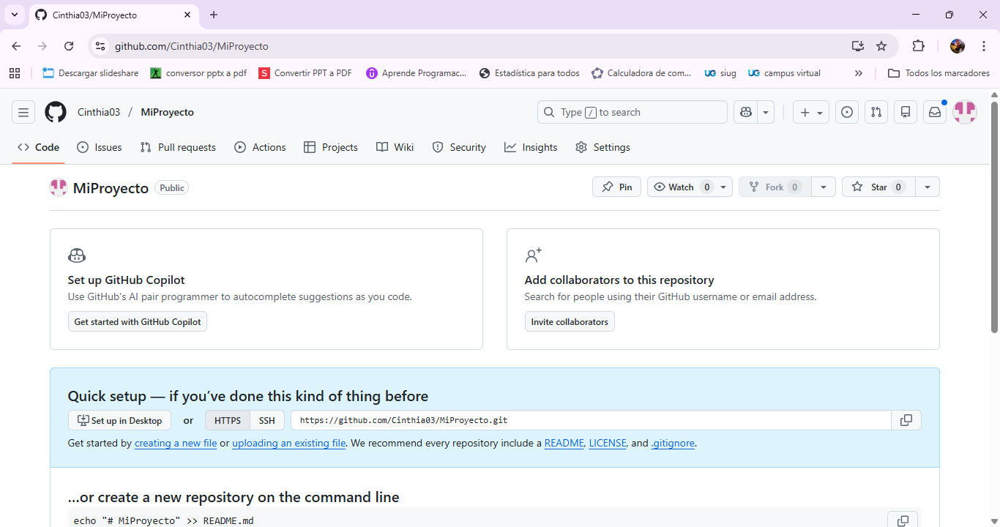 Cinthia03/MiProyecto
github.com/Cinthia03/MiProyecto
Descargar slideshare
conversor pptx a pdf
S Convertir PPT a PDF
Aprende Programac...
Estadística para todos
Calculadora de com...
UG siug
UG campus virtual
Todos los marcadores
Cinthia03 / MiProyecto
Type / to search
Code
Issues
Pull requests
Actions
Projects
Wiki
Security
Insights
Settings
MiProyecto Public
Pin
Watch 0
Fork 0
Star 0
Set up GitHub Copilot
Use GitHub's AI pair programmer to autocomplete suggestions as you code.
Get started with GitHub Copilot
Add collaborators to this repository
Search for people using their GitHub username or email address.
Invite collaborators
Quick setup — if you’ve done this kind of thing before
Set up in Desktop or HTTPS SSH https://github.com/Cinthia03/MiProyecto.git
Get started by creating a new file or uploading an existing file. We recommend every repository include a README, LICENSE, and .gitignore.
…or create a new repository on the command line
echo "# MiProyecto" >> README.md